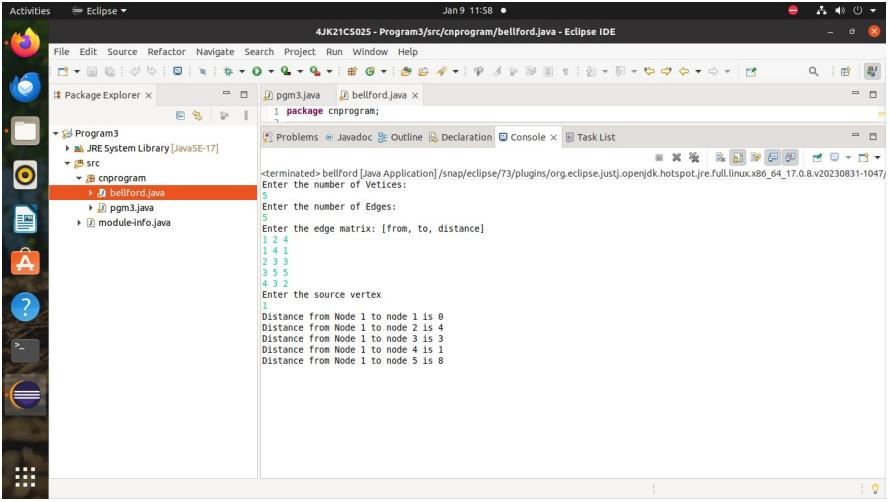 Activities
Eclipse
Jan 9 11:58
4JK21CS025 - Program3/src/cnprogram/bellford.java - Eclipse IDE
File Edit Source Refactor Navigate Search Project Run Window Help
Package Explorer
pgm3.java
bellford.java
1 package cnprogram;
Program3
JRE System Library [JavaSE-17]
src
cnprogram
bellford.java
pgm3.java
module-info.java
Problems Javadoc Outline Declaration Console Task List
<terminated> bellford [Java Application] /snap/eclipse/73/plugins/org.eclipse.justj.openjdk.hotspot.jre.full.linux.x86_64_17.0.8.v20230831-1047/
Enter the number of Vetices:
5
Enter the number of Edges:
5
Enter the edge matrix: [from, to, distance]
1 2 4
1 4 1
2 3 3
3 5 5
4 3 2
Enter the source vertex
1
Distance from Node 1 to node 1 is 0
Distance from Node 1 to node 2 is 4
Distance from Node 1 to node 3 is 3
Distance from Node 1 to node 4 is 1
Distance from Node 1 to node 5 is 8